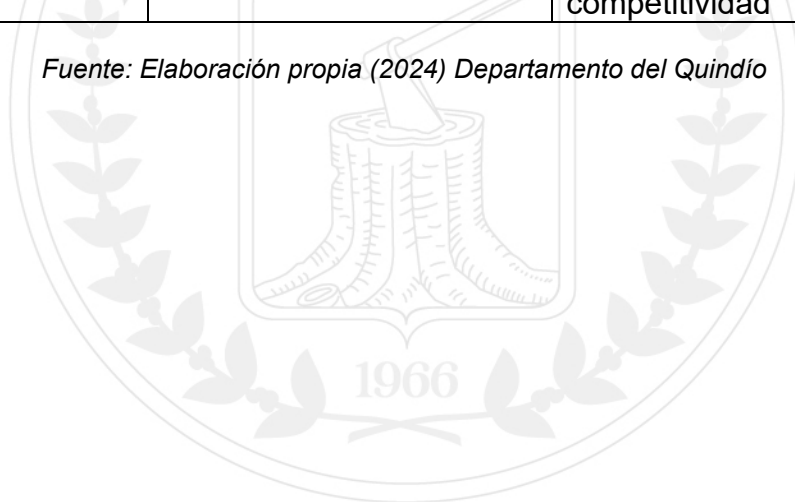 competitividad
Fuente: Elaboración propia (2024) Departamento del Quindío
1966